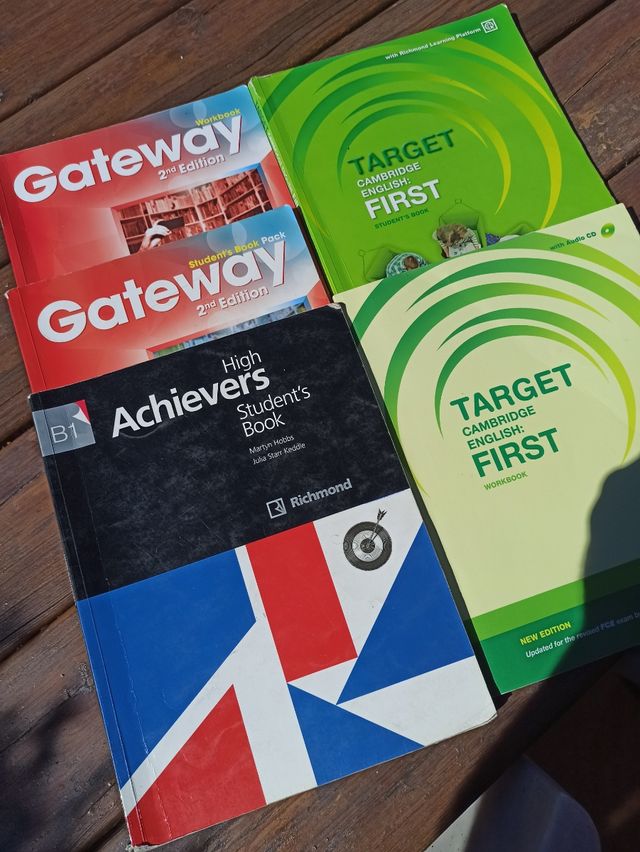 Workbook
Gateway
2nd Edition
Student's Book Pack
Gateway
2nd Edition
B1
High
Achievers
Student's
Book
Martyn Hobbs
Julia Starr Keddle
Richmond
with Richmond Learning Platform
TARGET
CAMBRIDGE
ENGLISH:
FIRST
STUDENT'S BOOK
with Audio CD
TARGET
CAMBRIDGE
ENGLISH:
FIRST
WORKBOOK
NEW EDITION
Updated for the revised FCE exam